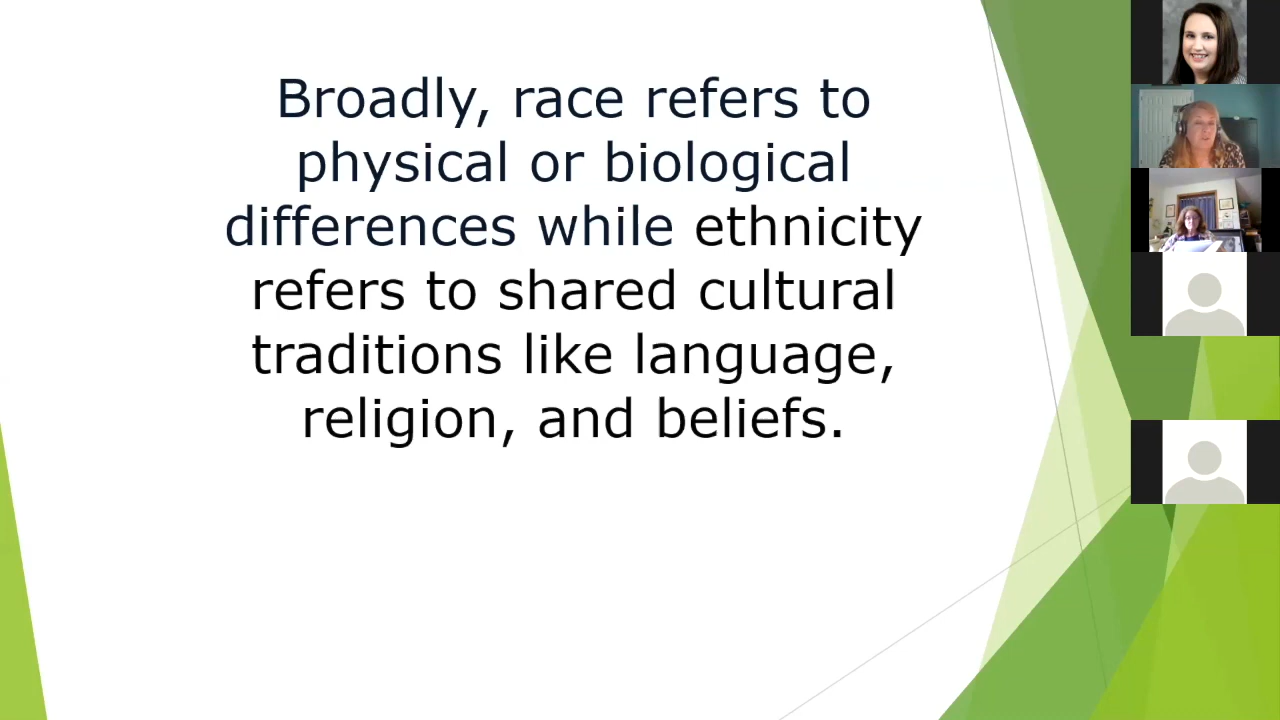 Broadly, race refers to
physical or biological
differences while ethnicity
refers to shared cultural
traditions like language,
religion, and beliefs.